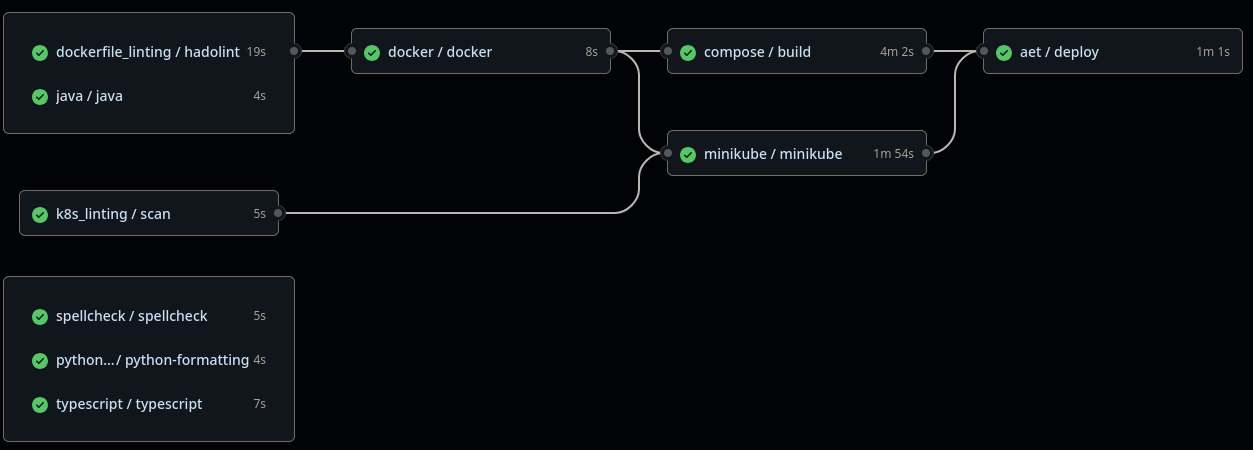 dockerfile_linting / hadolint 19s
java / java 4s
docker / docker 8s
compose / build 4m 2s
aet / deploy 1m 1s
minikube / minikube 1m 54s
k8s_linting / scan 5s
spellcheck / spellcheck 5s
python... / python-formatting 4s
typescript / typescript 7s